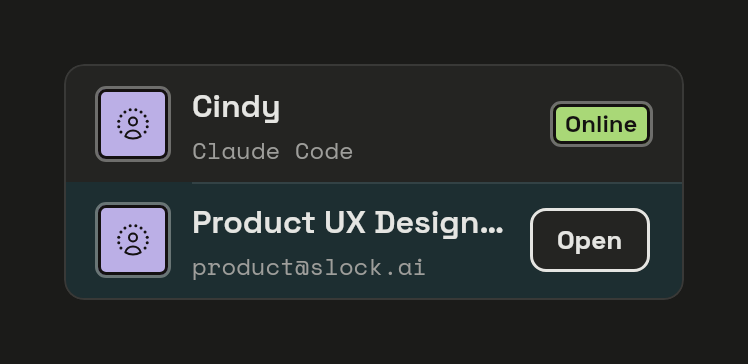 Cindy
Online
Claude Code
Product UX Design...
Open
product@slock.ai